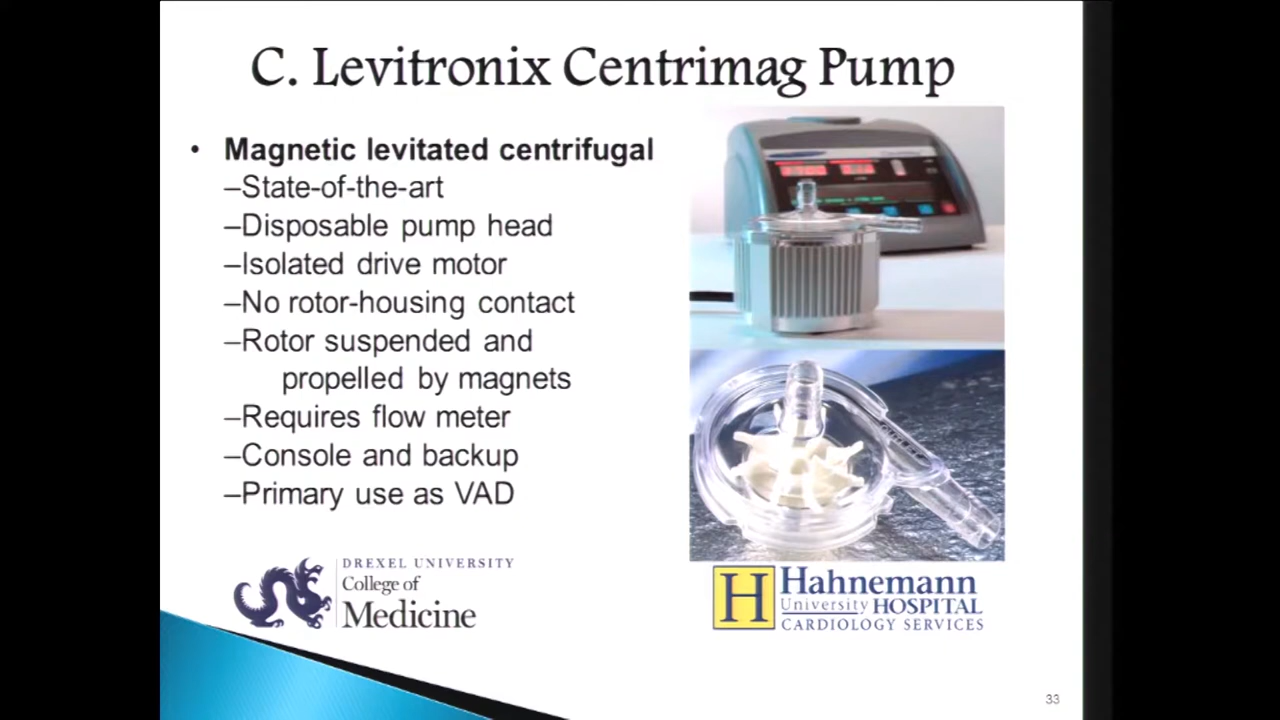 C. Levitronix Centrimag Pump
• Magnetic levitated centrifugal
–State-of-the-art
–Disposable pump head
–Isolated drive motor
–No rotor-housing contact
–Rotor suspended and
propelled by magnets
–Requires flow meter
–Console and backup
–Primary use as VAD
DREXEL UNIVERSITY
College of
Medicine
H Hahnemann
University HOSPITAL
CARDIOLOGY SERVICES
33